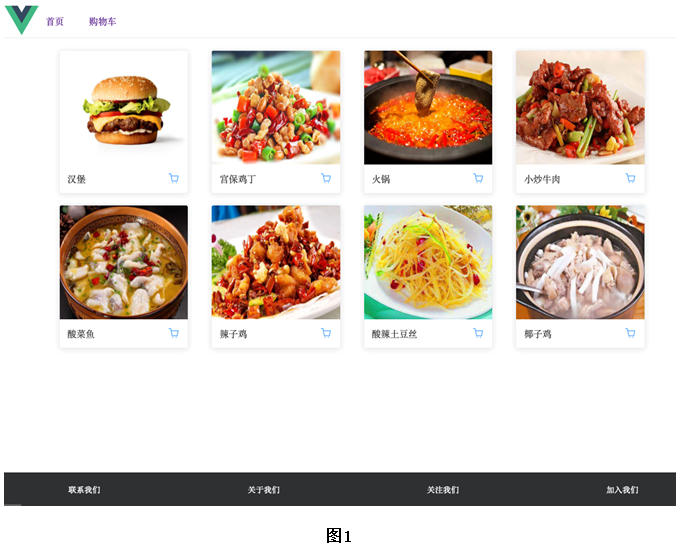 首页 购物车
汉堡 宫保鸡丁 火锅 小炒牛肉
酸菜鱼 辣子鸡 酸辣土豆丝 椰子鸡
联系我们 关于我们 关注我们 加入我们
图1